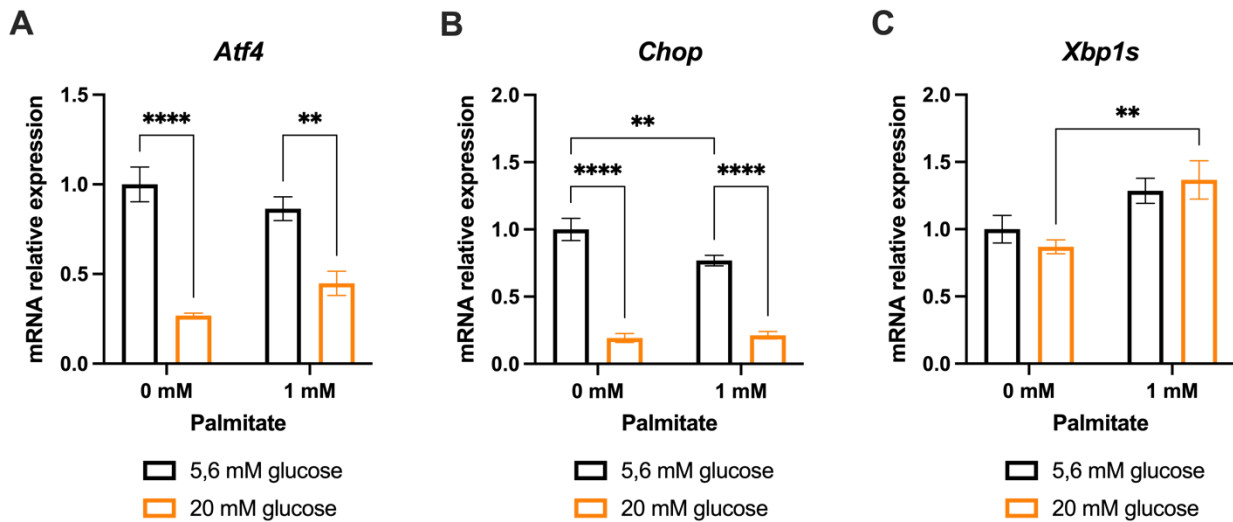 A
Atf4
mRNA relative expression
1.5
1.0
0.5
0.0
****
**
0 mM
1 mM
Palmitate
5,6 mM glucose
20 mM glucose
B
Chop
mRNA relative expression
2.0
1.5
1.0
0.5
0.0
**
****
****
0 mM
1 mM
Palmitate
5,6 mM glucose
20 mM glucose
C
Xbp1s
mRNA relative expression
2.0
1.5
1.0
0.5
0.0
**
0 mM
1 mM
Palmitate
5,6 mM glucose
20 mM glucose